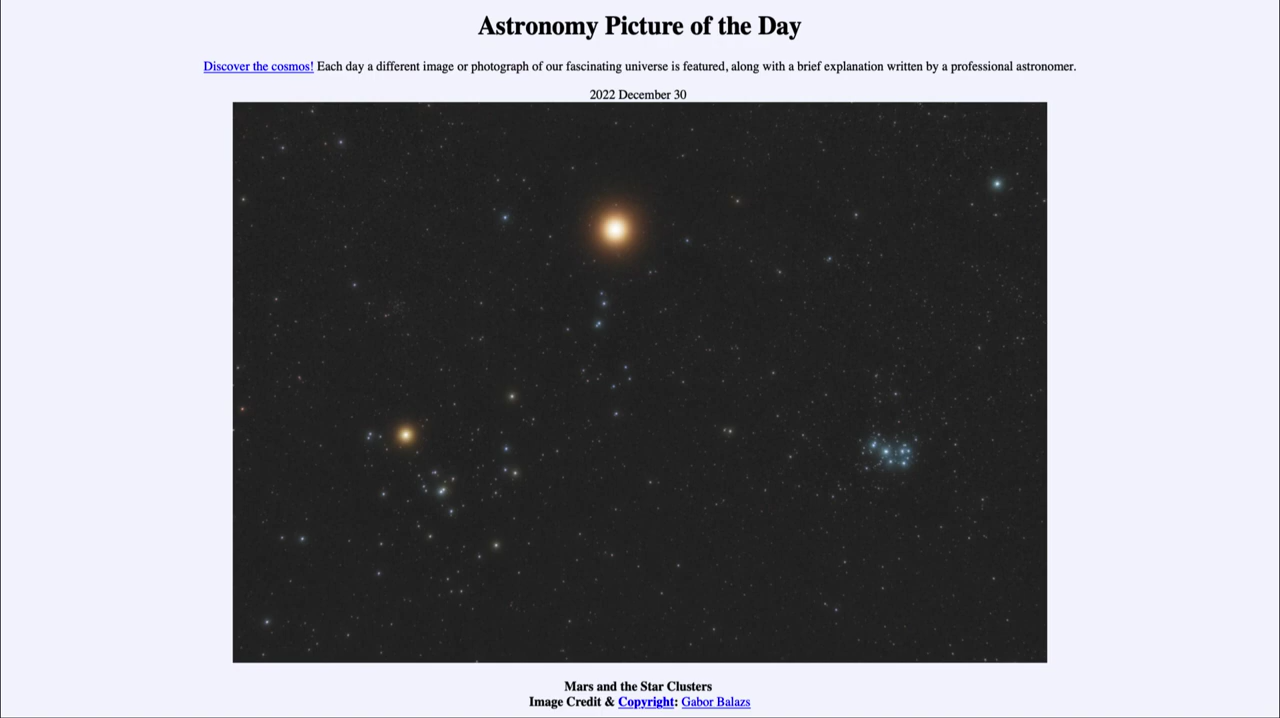 Astronomy Picture of the Day
Discover the cosmos! Each day a different image or photograph of our fascinating universe is featured, along with a brief explanation written by a professional astronomer.
2022 December 30
Mars and the Star Clusters
Image Credit & Copyright: Gabor Balazs